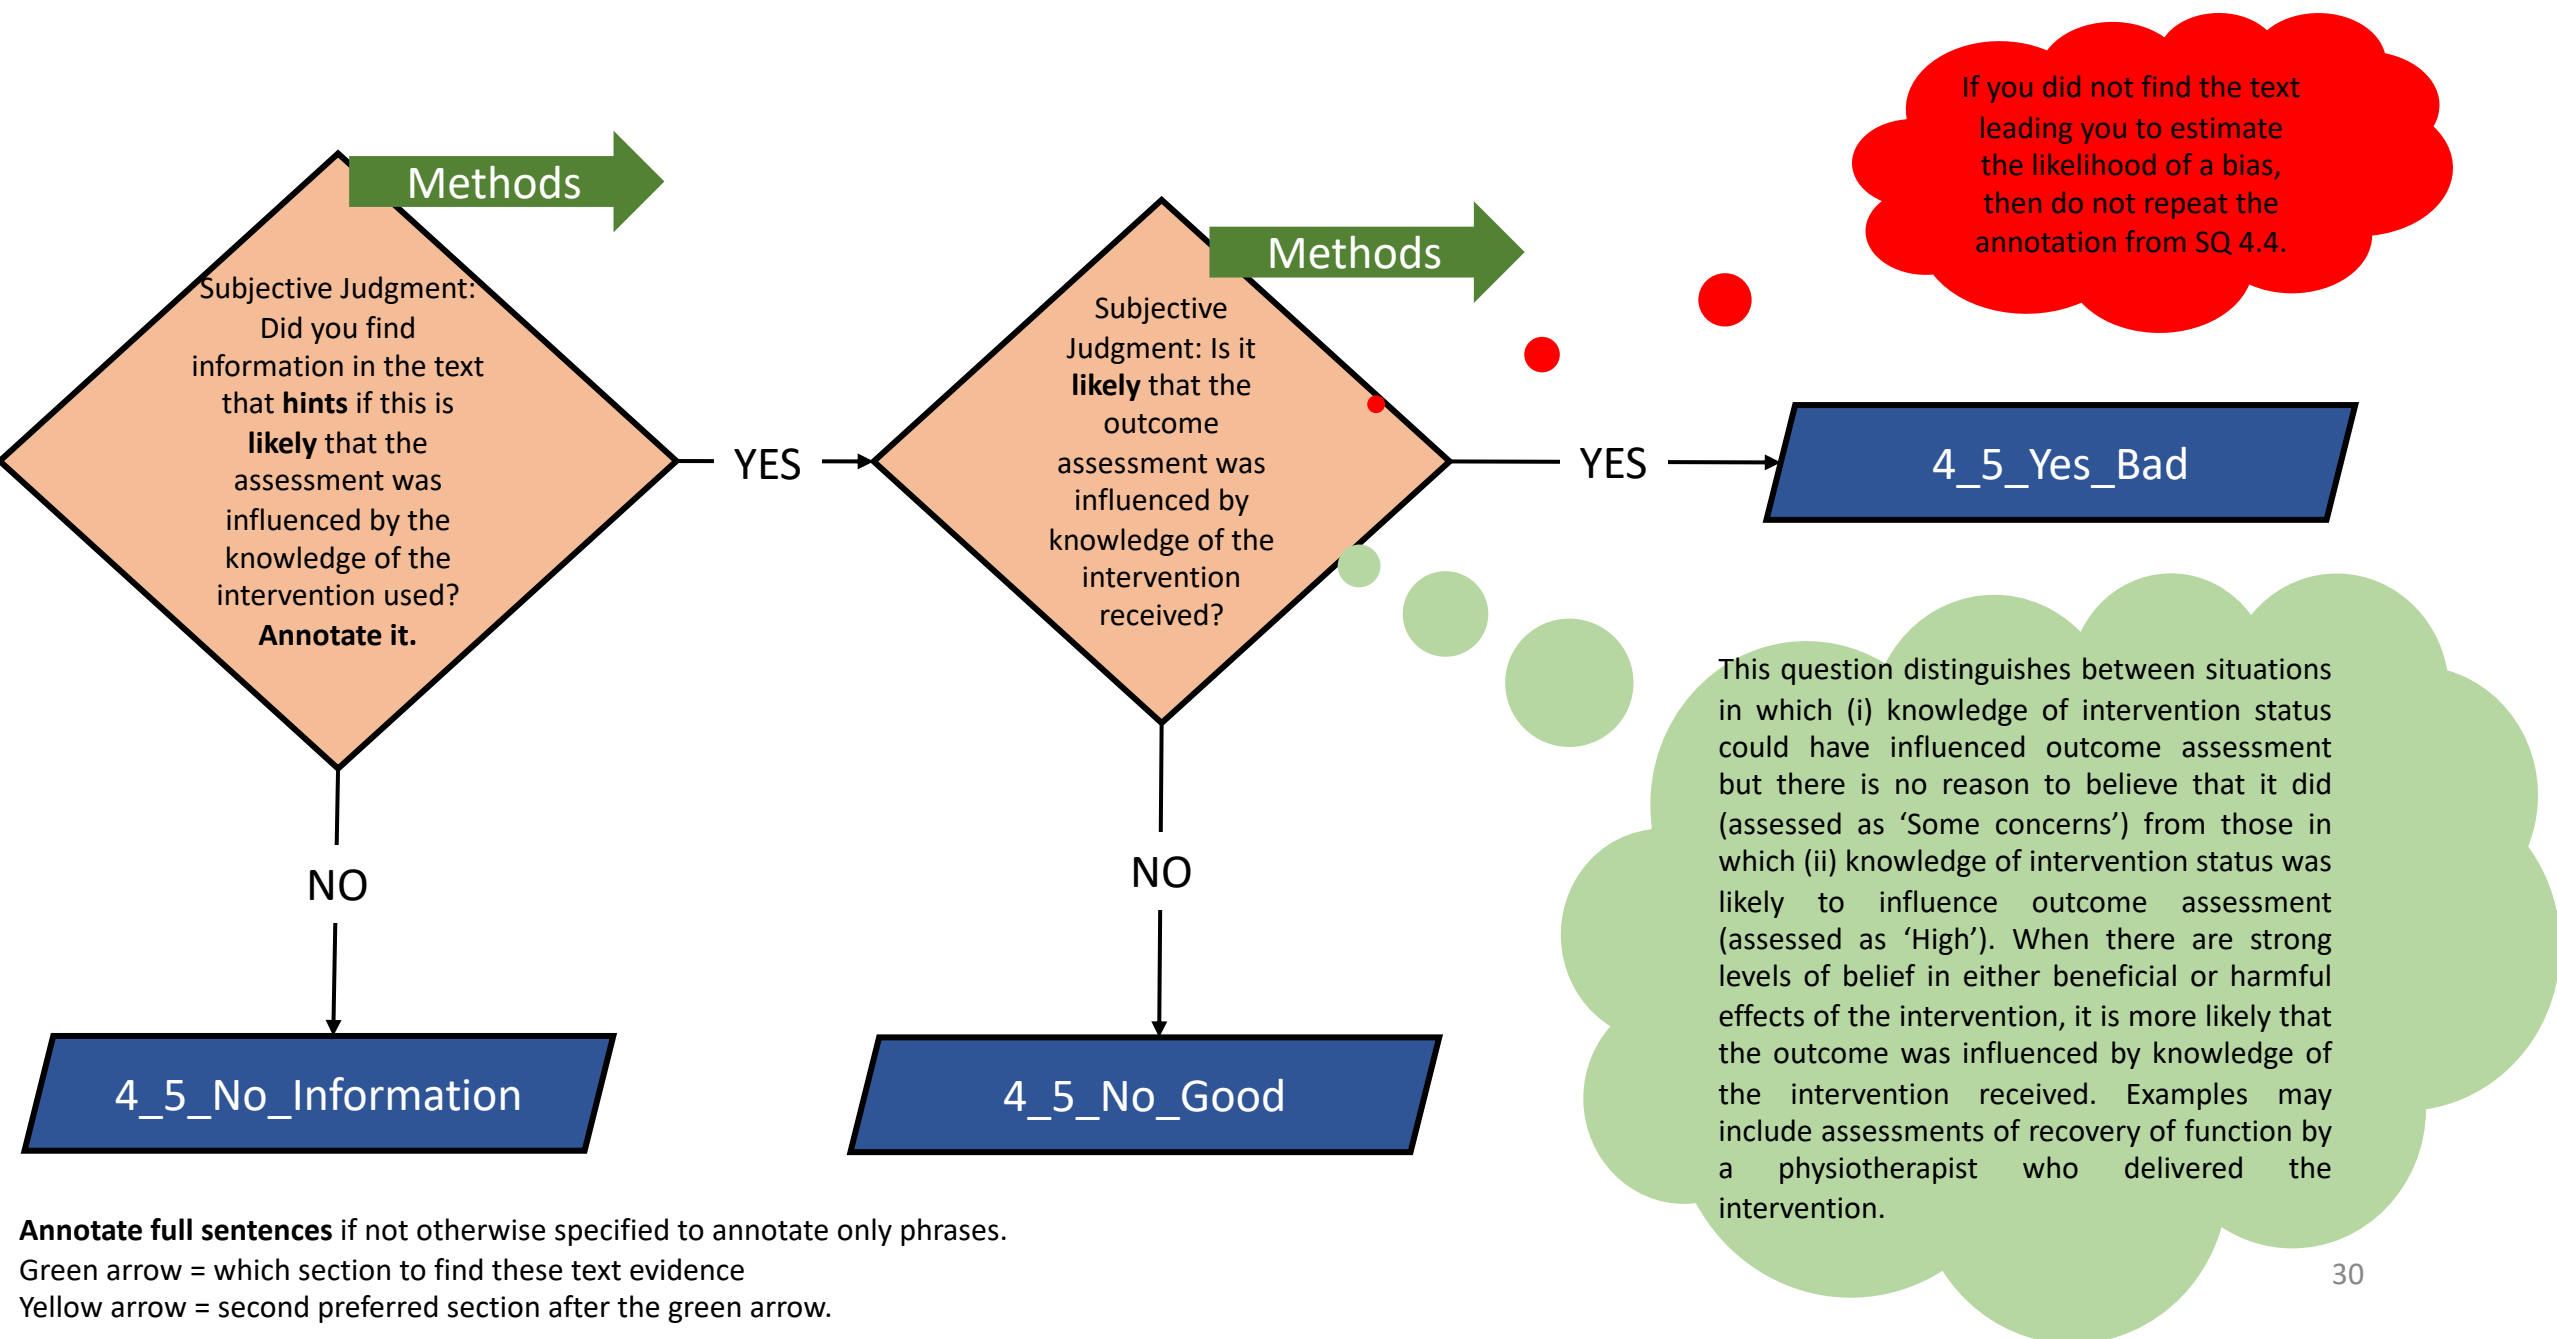 Methods
Subjective Judgment:
Did you find
information in the text
that hints if this is
likely that the
assessment was
influenced by the
knowledge of the
intervention used?
Annotate it.
YES
NO
4_5_No_Information
Methods
Subjective
Judgment: Is it
likely that the
outcome
assessment was
influenced by
knowledge of the
intervention
received?
YES
NO
4_5_No_Good
4_5_Yes_Bad
If you did not find the text
leading you to estimate
the likelihood of a bias,
then do not repeat the
annotation from SQ 4.4.
This question distinguishes between situations
in which (i) knowledge of intervention status
could have influenced outcome assessment
but there is no reason to believe that it did
(assessed as ‘Some concerns’) from those in
which (ii) knowledge of intervention status was
likely to influence outcome assessment
(assessed as ‘High’). When there are strong
levels of belief in either beneficial or harmful
effects of the intervention, it is more likely that
the outcome was influenced by knowledge of
the intervention received. Examples may
include assessments of recovery of function by
a physiotherapist who delivered the
intervention.
Annotate full sentences if not otherwise specified to annotate only phrases.
Green arrow = which section to find these text evidence
Yellow arrow = second preferred section after the green arrow.
30